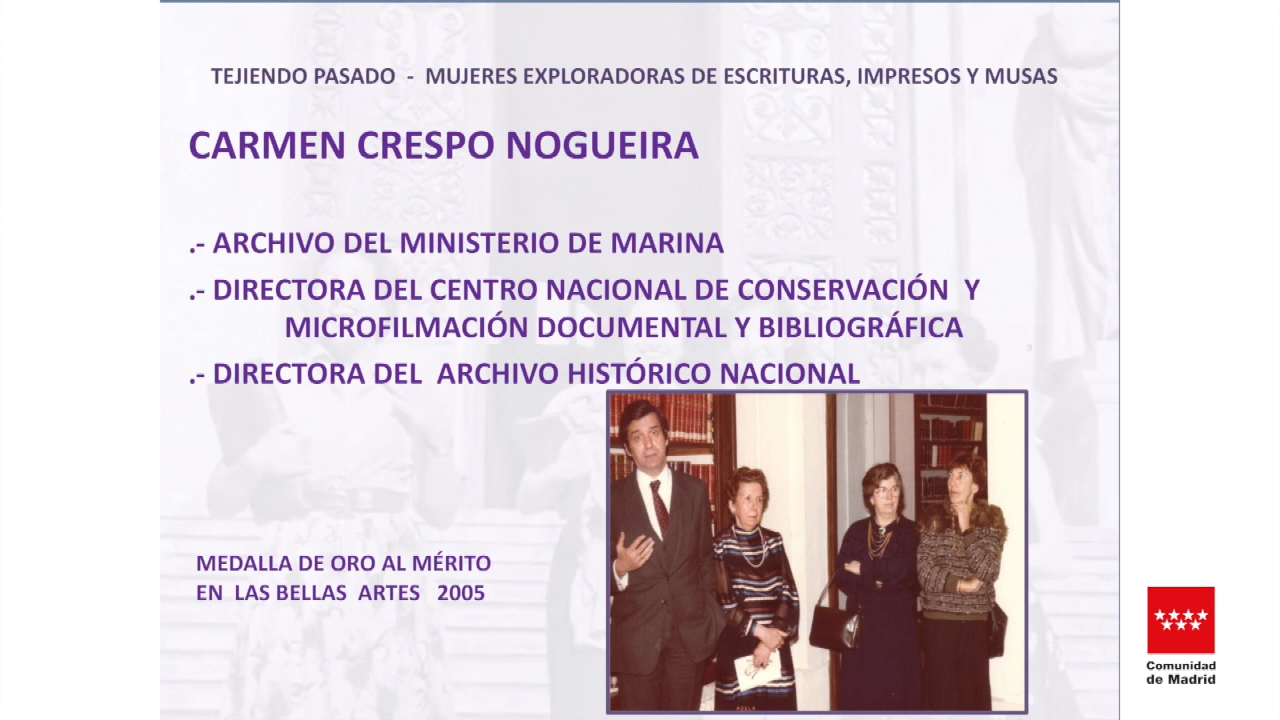 TEJIENDO PASADO - MUJERES EXPLORADORAS DE ESCRITURAS, IMPRESOS Y MUSAS
CARMEN CRESPO NOGUEIRA
.- ARCHIVO DEL MINISTERIO DE MARINA
.- DIRECTORA DEL CENTRO NACIONAL DE CONSERVACIÓN Y
MICROFILMACIÓN DOCUMENTAL Y BIBLIOGRÁFICA
.- DIRECTORA DEL ARCHIVO HISTÓRICO NACIONAL
MEDALLA DE ORO AL MÉRITO
EN LAS BELLAS ARTES 2005
ADELA
Comunidad
de Madrid